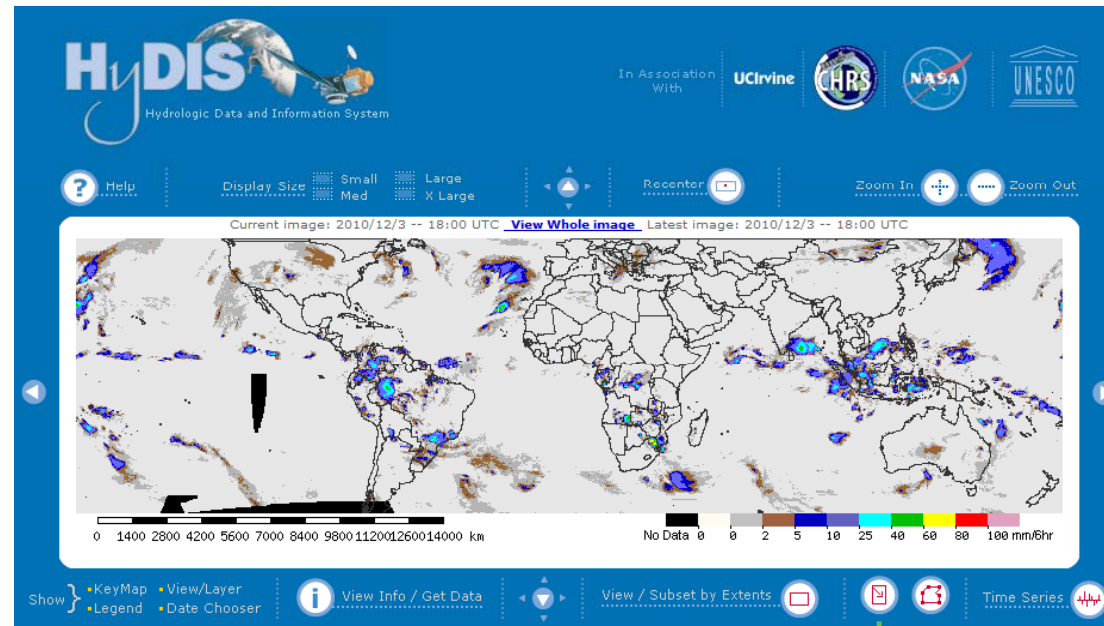 HyDIS
Hydrologic Data and Information System
In Association
With
UCIrvine
CHRS
NASA
UNESCO
Help
Display Size
Small
Med
Large
X Large
Recenter
Zoom In
Zoom Out
Current image: 2010/12/3 -- 18:00 UTC View Whole image Latest image: 2010/12/3 -- 18:00 UTC
0 1400 2800 4200 5600 7000 8400 9800 11200 12600 14000 km
No Data 0 0 2 5 10 25 40 60 80 100 mm/6hr
Show
KeyMap
View/Layer
Legend
Date Chooser
View Info / Get Data
View / Subset by Extents
Time Series